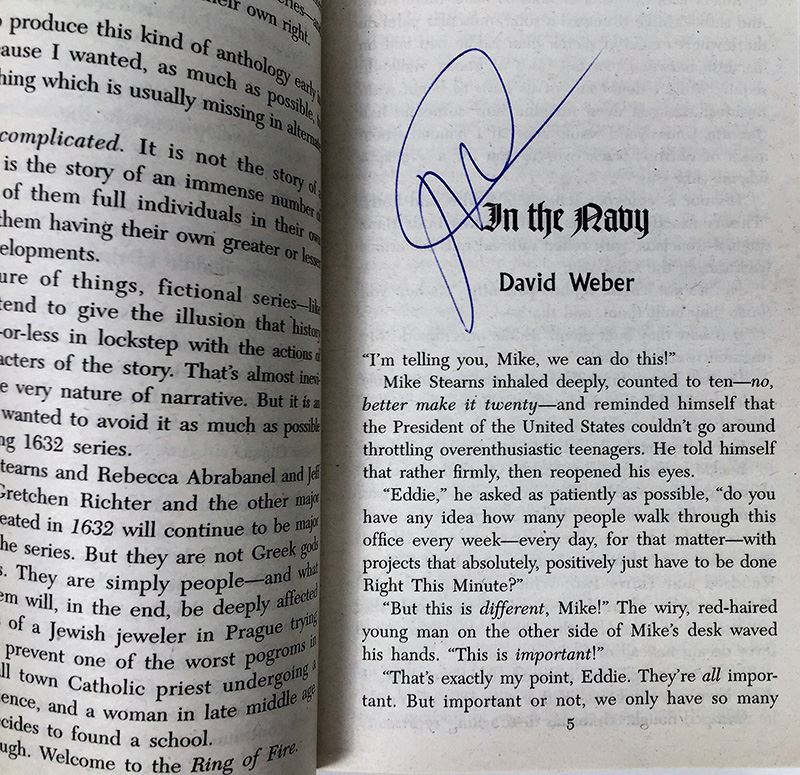 eir own right.
produce this kind of anthology early
ause I wanted, as much as possible,
hing which is usually missing in alternat
complicated. It is not the story of
is the story of an immense number
of them full individuals in their own
them having their own greater or lesser
elopments.
ure of things, fictional series—like
tend to give the illusion that history
-or-less in lockstep with the actions of
acters of the story. That's almost inevi-
e very nature of narrative. But it is an
wanted to avoid it as much as possible
ng 1632 series.
tearns and Rebecca Abrabanel and Jeff
Gretchen Richter and the other major
eated in 1632 will continue to be major
he series. But they are not Greek gods
s. They are simply people—and what
em will, in the end, be deeply affected
of a Jewish jeweler in Prague trying
prevent one of the worst pogroms in
ll town Catholic priest undergoing a
ence, and a woman in late middle age
cides to found a school.
ugh. Welcome to the Ring of Fire.
In the Navy
David Weber
"I'm telling you, Mike, we can do this!"
Mike Stearns inhaled deeply, counted to ten—no,
better make it twenty—and reminded himself that
the President of the United States couldn't go around
throttling overenthusiastic teenagers. He told himself
that rather firmly, then reopened his eyes.
"Eddie," he asked as patiently as possible, "do you
have any idea how many people walk through this
office every week—every day, for that matter—with
projects that absolutely, positively just have to be done
Right This Minute?"
"But this is different, Mike!" The wiry, red-haired
young man on the other side of Mike's desk waved
his hands. "This is important!"
"That's exactly my point, Eddie. They're all impor-
tant. But important or not, we only have so many
5